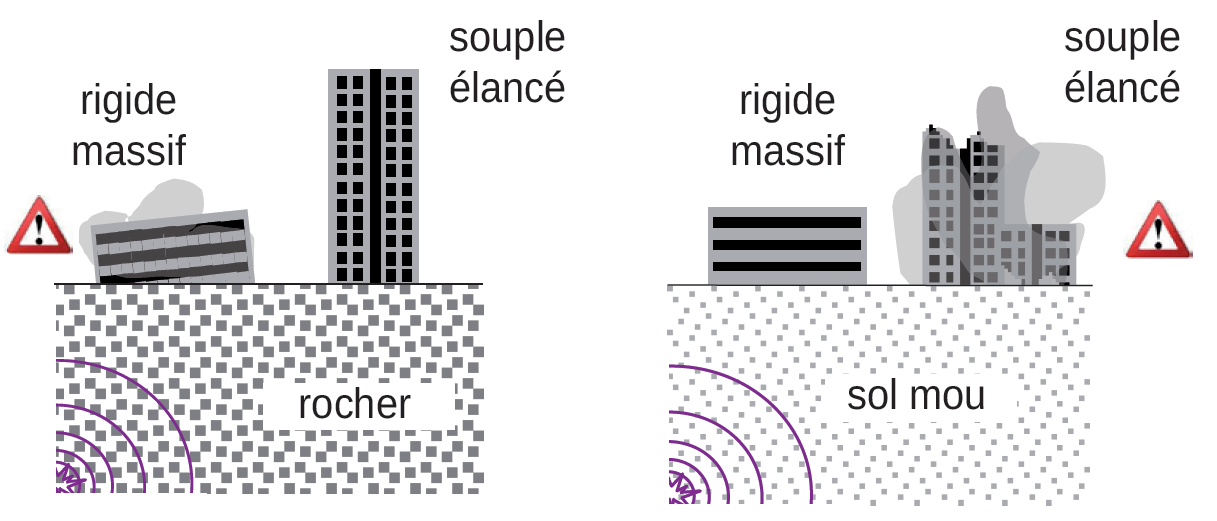 souple
élancé
rigide
massif
rocher
souple
élancé
rigide
massif
sol mou